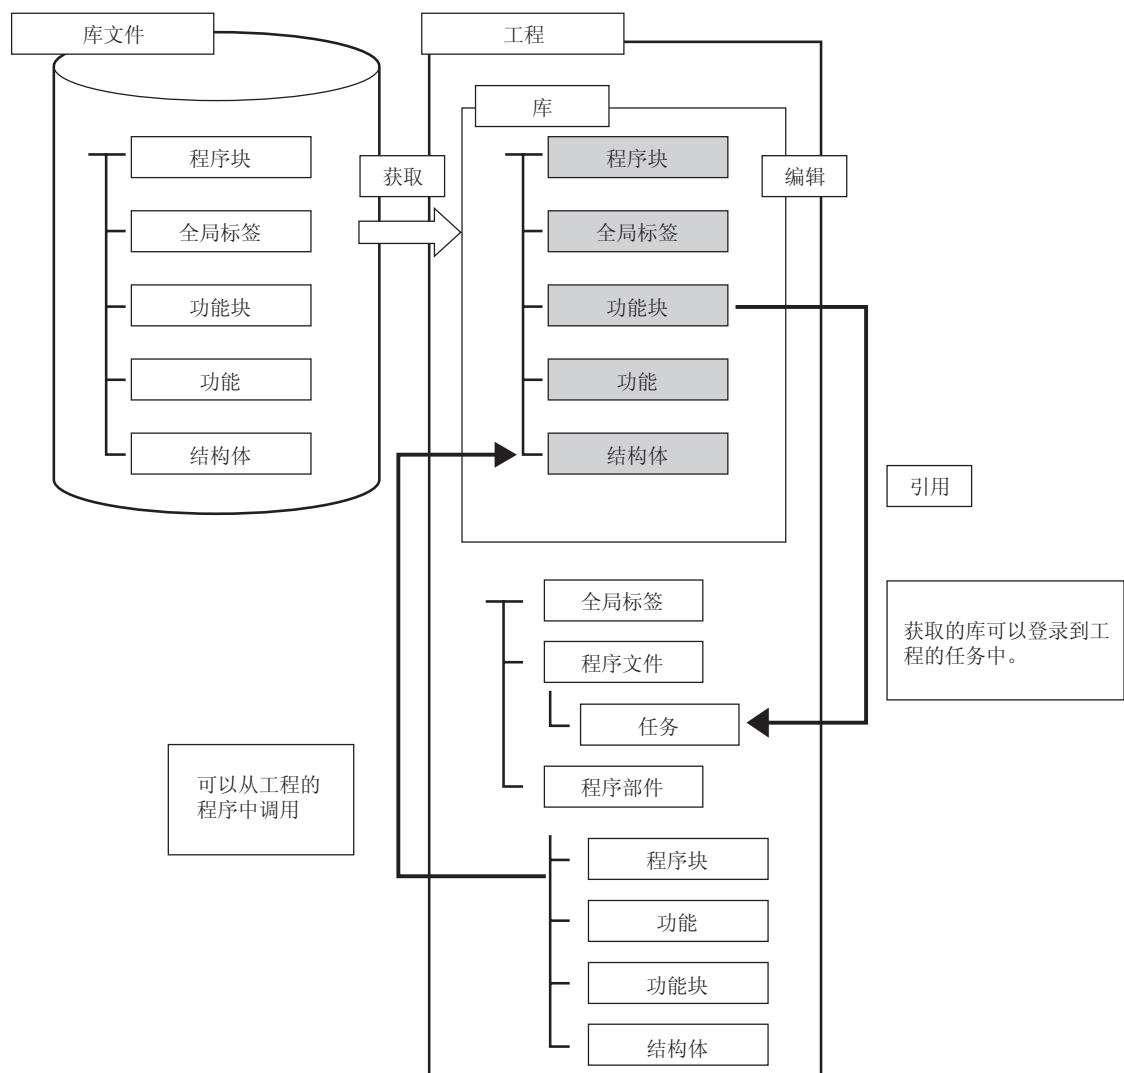 库文件
程序块
全局标签
功能块
功能
结构体
获取
工程
库
程序块
全局标签
功能块
功能
结构体
编辑
引用
获取的库可以登录到工
程的任务中。
全局标签
程序文件
任务
程序部件
可以从工程的
程序中调用
程序块
功能
功能块
结构体